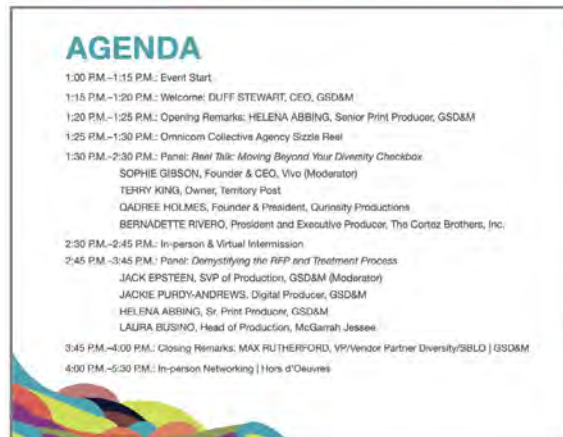 AGENDA
1:00 P.M.–1:15 P.M.: Event Start
1:15 P.M.–1:20 P.M.: Welcome: DUFF STEWART, CEO, GSD&M
1:20 P.M.–1:25 P.M.: Opening Remarks: HELENA ABBING, Senior Print Producer, GSD&M
1:25 P.M.–1:30 P.M.: Omnicom Collective Agency Sizzle Reel
1:30 P.M.–2:30 P.M.: Panel: Reel Talk: Moving Beyond Your Diversity Checkbox
SOPHIE GIBSON, Founder & CEO, Vivo (Moderator)
TERRY KING, Owner, Territory Post
QADREE HOLMES, Founder & President, Quriosity Productions
BERNADETTE RIVERO, President and Executive Producer, The Cortez Brothers, Inc.
2:30 P.M.–2:45 P.M.: In-person & Virtual Intermission
2:45 P.M.–3:45 P.M.: Panel: Demystifying the RFP and Treatment Process
JACK EPSTEEN, SVP of Production, GSD&M (Moderator)
JACKIE PURDY-ANDREWS, Digital Producer, GSD&M
HELENA ABBING, Sr. Print Producer, GSD&M
LAURA BUSINO, Head of Production, McGarrah Jessee
3:45 P.M.–4:00 P.M.: Closing Remarks: MAX RUTHERFORD, VP/Vendor Partner Diversity/SBLO | GSD&M
4:00 P.M.–5:30 P.M.: In-person Networking | Hors d'Oeuvres